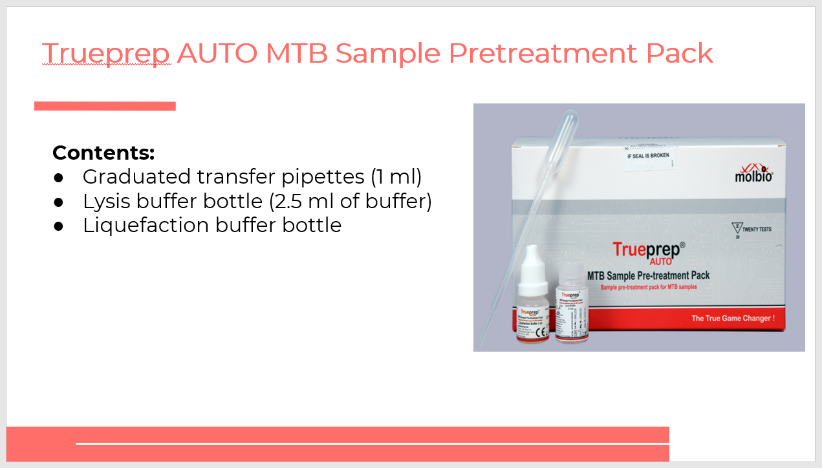 Trueprep AUTO MTB Sample Pretreatment Pack
Contents:
● Graduated transfer pipettes (1 ml)
● Lysis buffer bottle (2.5 ml of buffer)
● Liquefaction buffer bottle
IF SEAL IS BROKEN
molbio
TWENTY TESTS
Trueprep®
AUTO
MTB Sample Pre-treatment Pack
Sample pre-treatment pack for MTB samples
The True Game Changer !
Trueprep
Trueprep